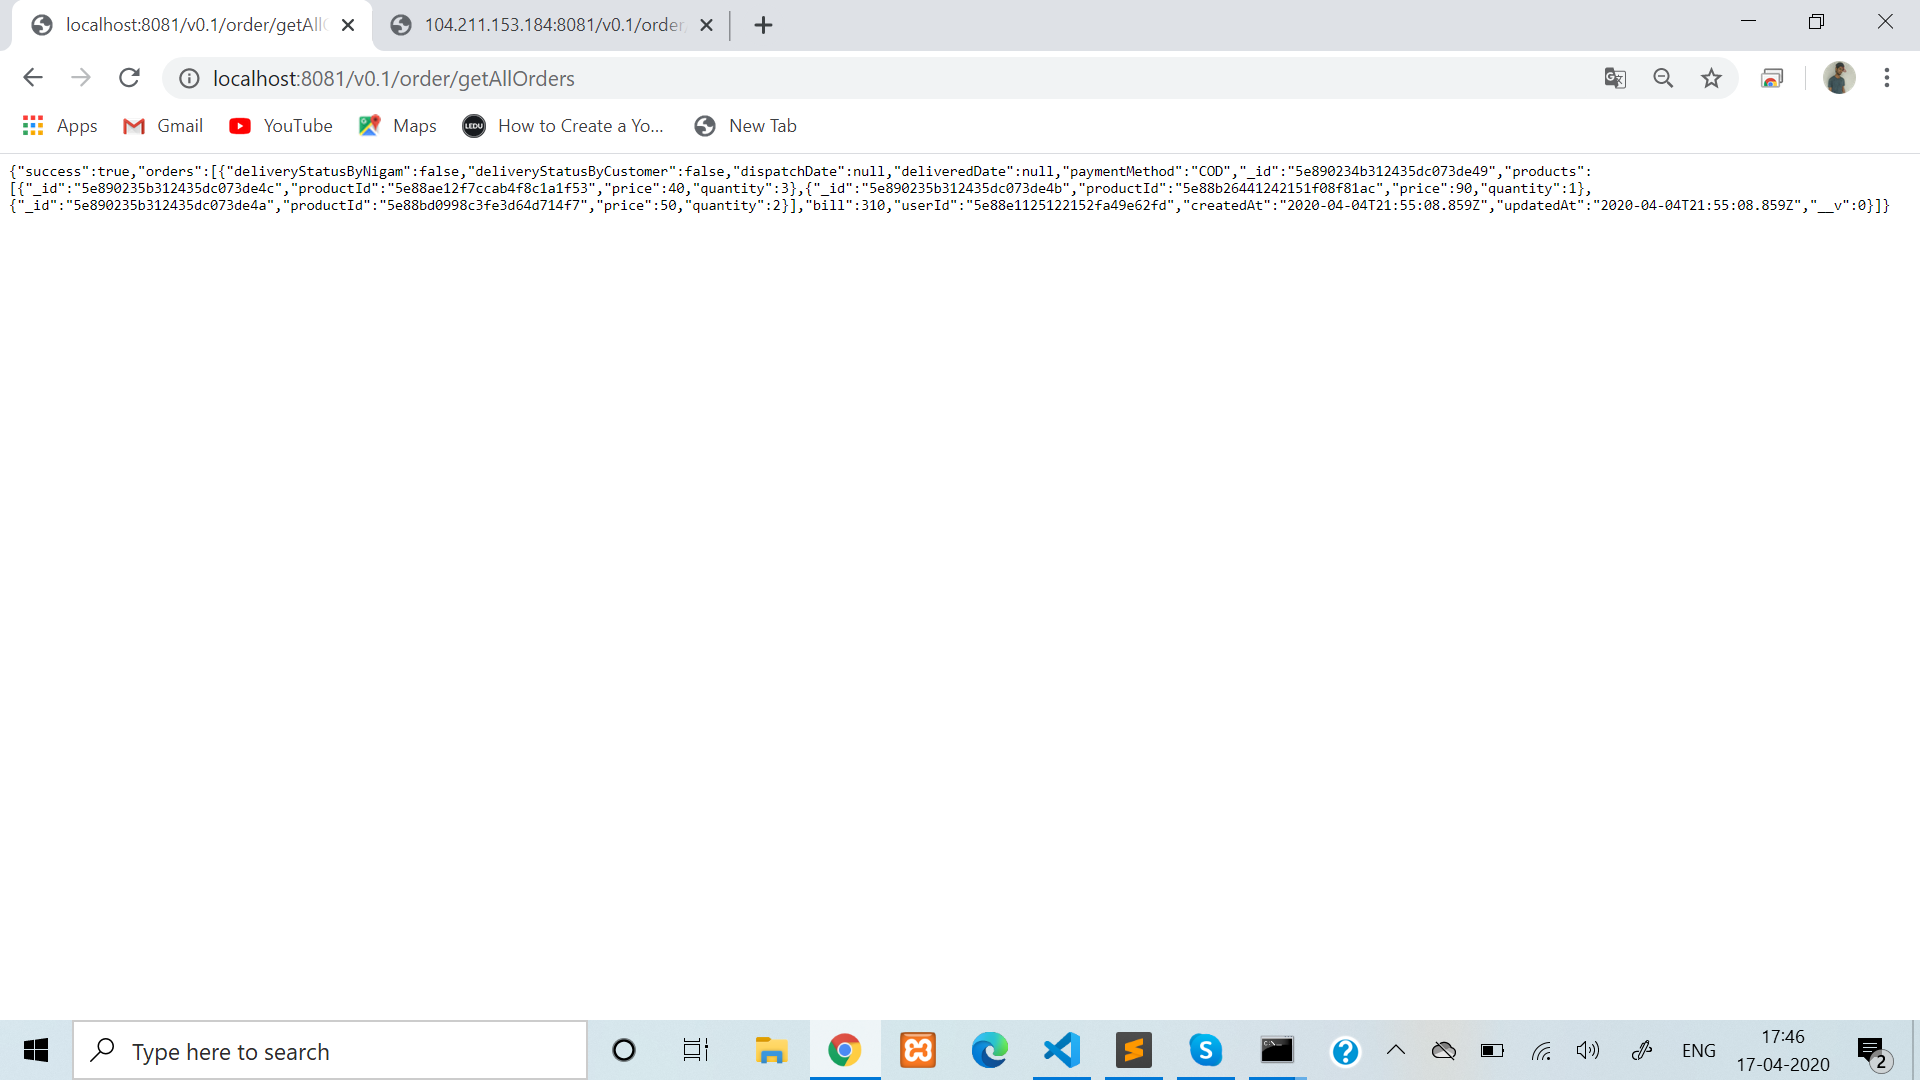 localhost:8081/v0.1/order/getAll
104.211.153.184:8081/v0.1/order/
localhost:8081/v0.1/order/getAllOrders
Apps
Gmail
YouTube
Maps
LEDU
How to Create a Yo...
New Tab
{"success":true,"orders":[{"deliveryStatusByNigam":false,"deliveryStatusByCustomer":false,"dispatchDate":null,"deliveredDate":null,"paymentMethod":"COD","_id":"5e890234b312435dc073de49","products":
[{"_id":"5e890235b312435dc073de4c","productId":"5e88ae12f7ccab4f8c1a1f53","price":40,"quantity":3},{"_id":"5e890235b312435dc073de4b","productId":"5e88b26441242151f08f81ac","price":90,"quantity":1},
{"_id":"5e890235b312435dc073de4a","productId":"5e88bd0998c3fe3d64d714f7","price":50,"quantity":2}],"bill":310,"userId":"5e88e1125122152fa49e62fd","createdAt":"2020-04-04T21:55:08.859Z","updatedAt":"2020-04-04T21:55:08.859Z","__v":0}]}
Type here to search
ENG
17:46
17-04-2020
2